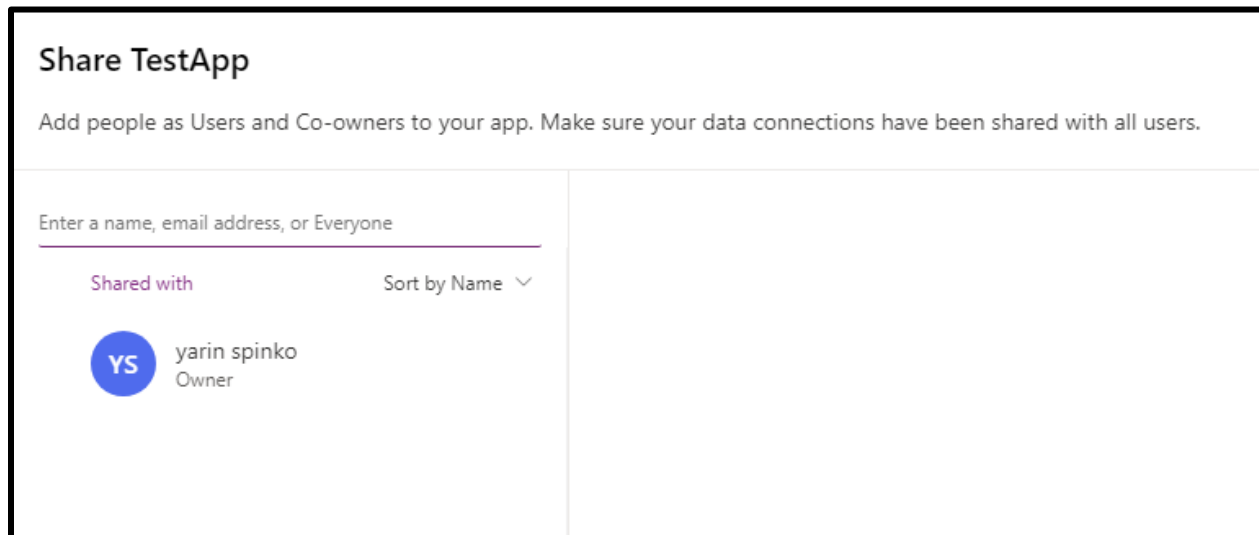 Share TestApp
Add people as Users and Co-owners to your app. Make sure your data connections have been shared with all users.
Enter a name, email address, or Everyone
Shared with
Sort by Name
YS
yarin spinko
Owner